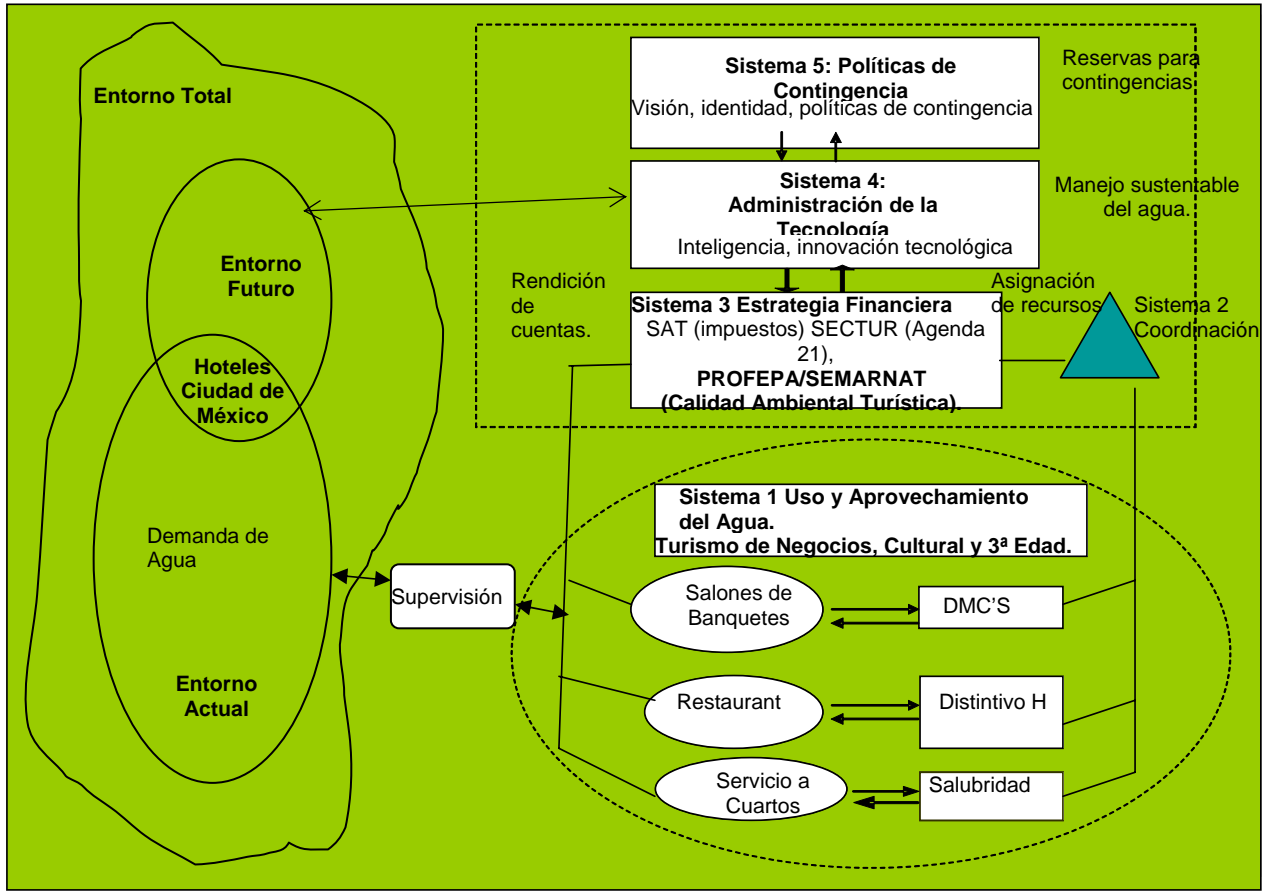 Entorno Total
Entorno
Futuro
Hoteles
Ciudad de
México
Demanda de
Agua
Entorno
Actual
Supervisión
Sistema 5: Políticas de
Contingencia
Visión, identidad, políticas de contingencia
Reservas para
contingencias
Sistema 4:
Administración de la
Tecnología
Inteligencia, innovación tecnológica
Manejo sustentable
del agua.
Rendición
de
cuentas.
Sistema 3 Estrategia Financiera
SAT (impuestos) SECTUR (Agenda
21),
PROFEPA/SEMARNAT
(Calidad Ambiental Turística).
Asignación
de recursos
Sistema 2
Coordinación
Sistema 1 Uso y Aprovechamiento
del Agua.
Turismo de Negocios, Cultural y 3ª Edad.
Salones de
Banquetes
DMC’S
Restaurant
Distintivo H
Servicio a
Cuartos
Salubridad